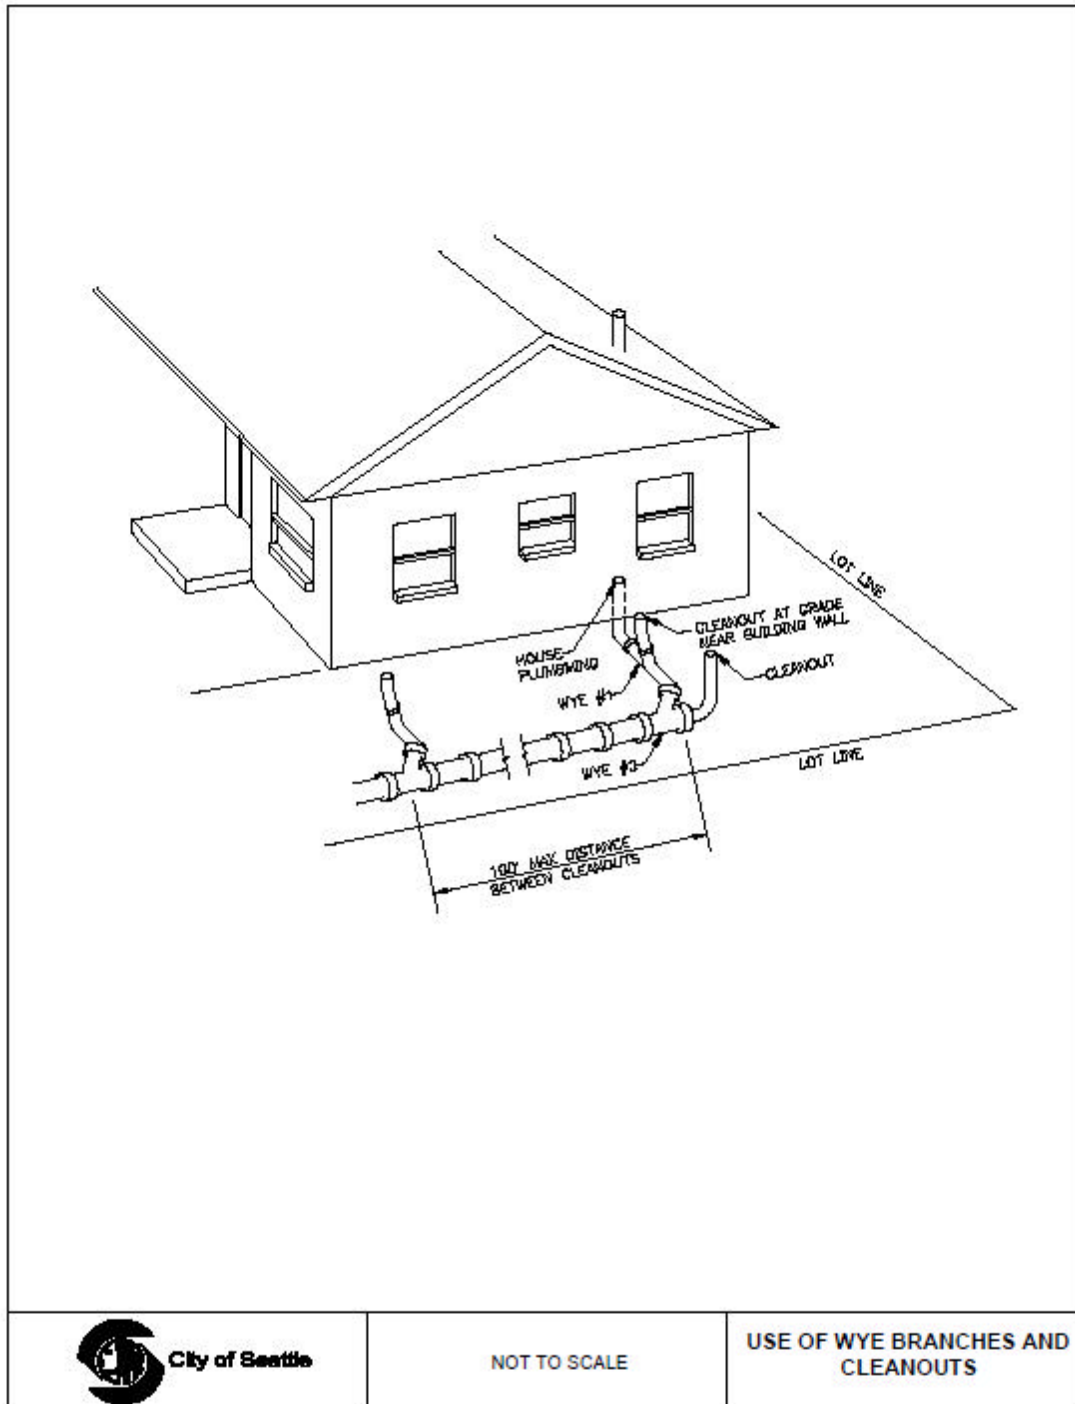 LOT LINE
CLEANOUT AT GRADE
NEAR BUILDING WALL
HOUSE
PLUMBING
CLEANOUT
WYE #1
WYE
LOT LINE
100' MAX DISTANCE
BETWEEN CLEANOUTS
City of Seattle
NOT TO SCALE
USE OF WYE BRANCHES AND
CLEANOUTS